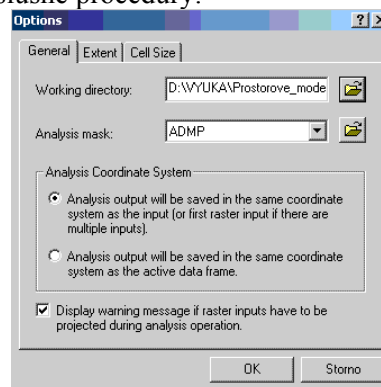 procedury.
Options
General Extent Cell Size
Working directory: D:\VYUKA\Prostorove_mode
Analysis mask: ADMP
Analysis Coordinate System
Analysis output will be saved in the same coordinate
system as the input (or first raster input if there are
multiple inputs).
Analysis output will be saved in the same coordinate
system as the active data frame.
Display warning message if raster inputs have to be
projected during analysis operation.
OK Storno